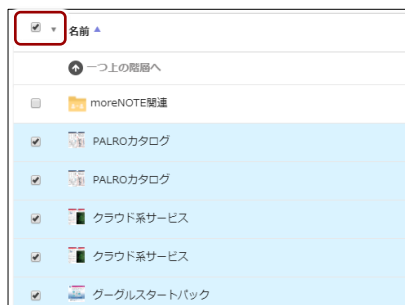 名前
一つ上の階層へ
moreNOTE関連
PALROカタログ
PALROカタログ
クラウド系サービス
クラウド系サービス
グーグルスタートパック